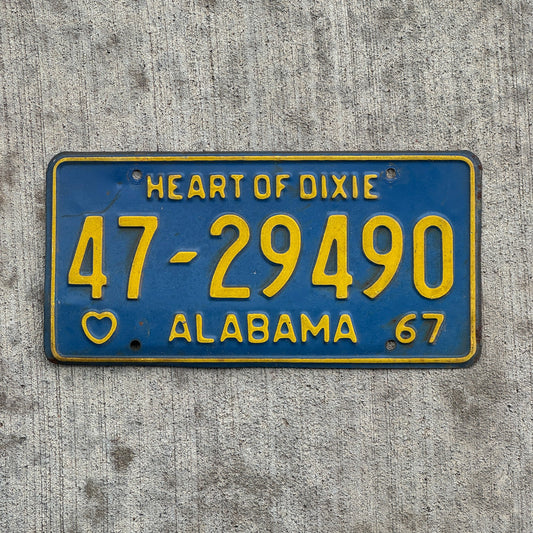 HEART OF DIXIE
47-29490
ALABAMA 67